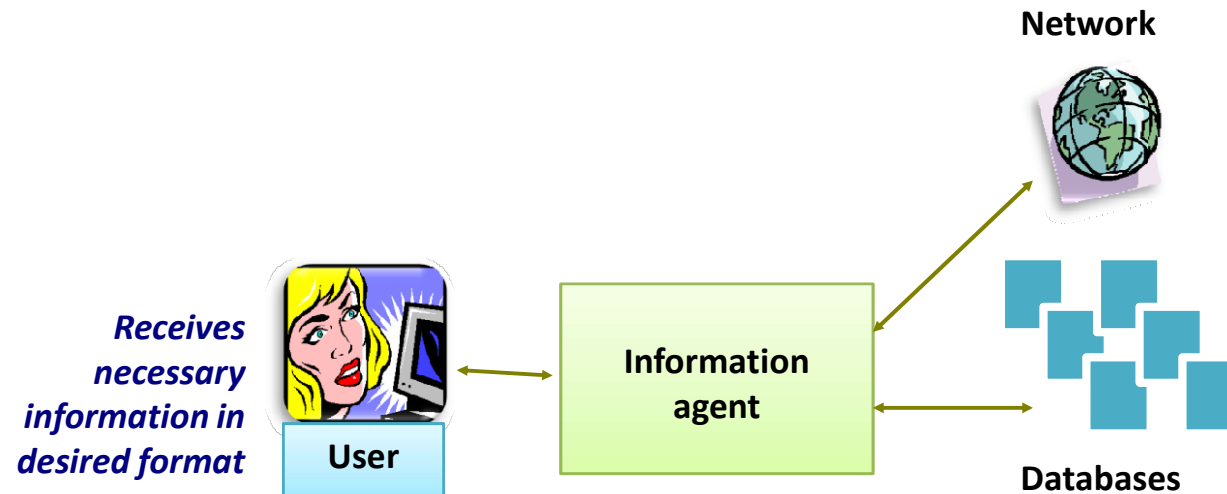 Network
Receives
necessary
information in
desired format
User
Information
agent
Databases